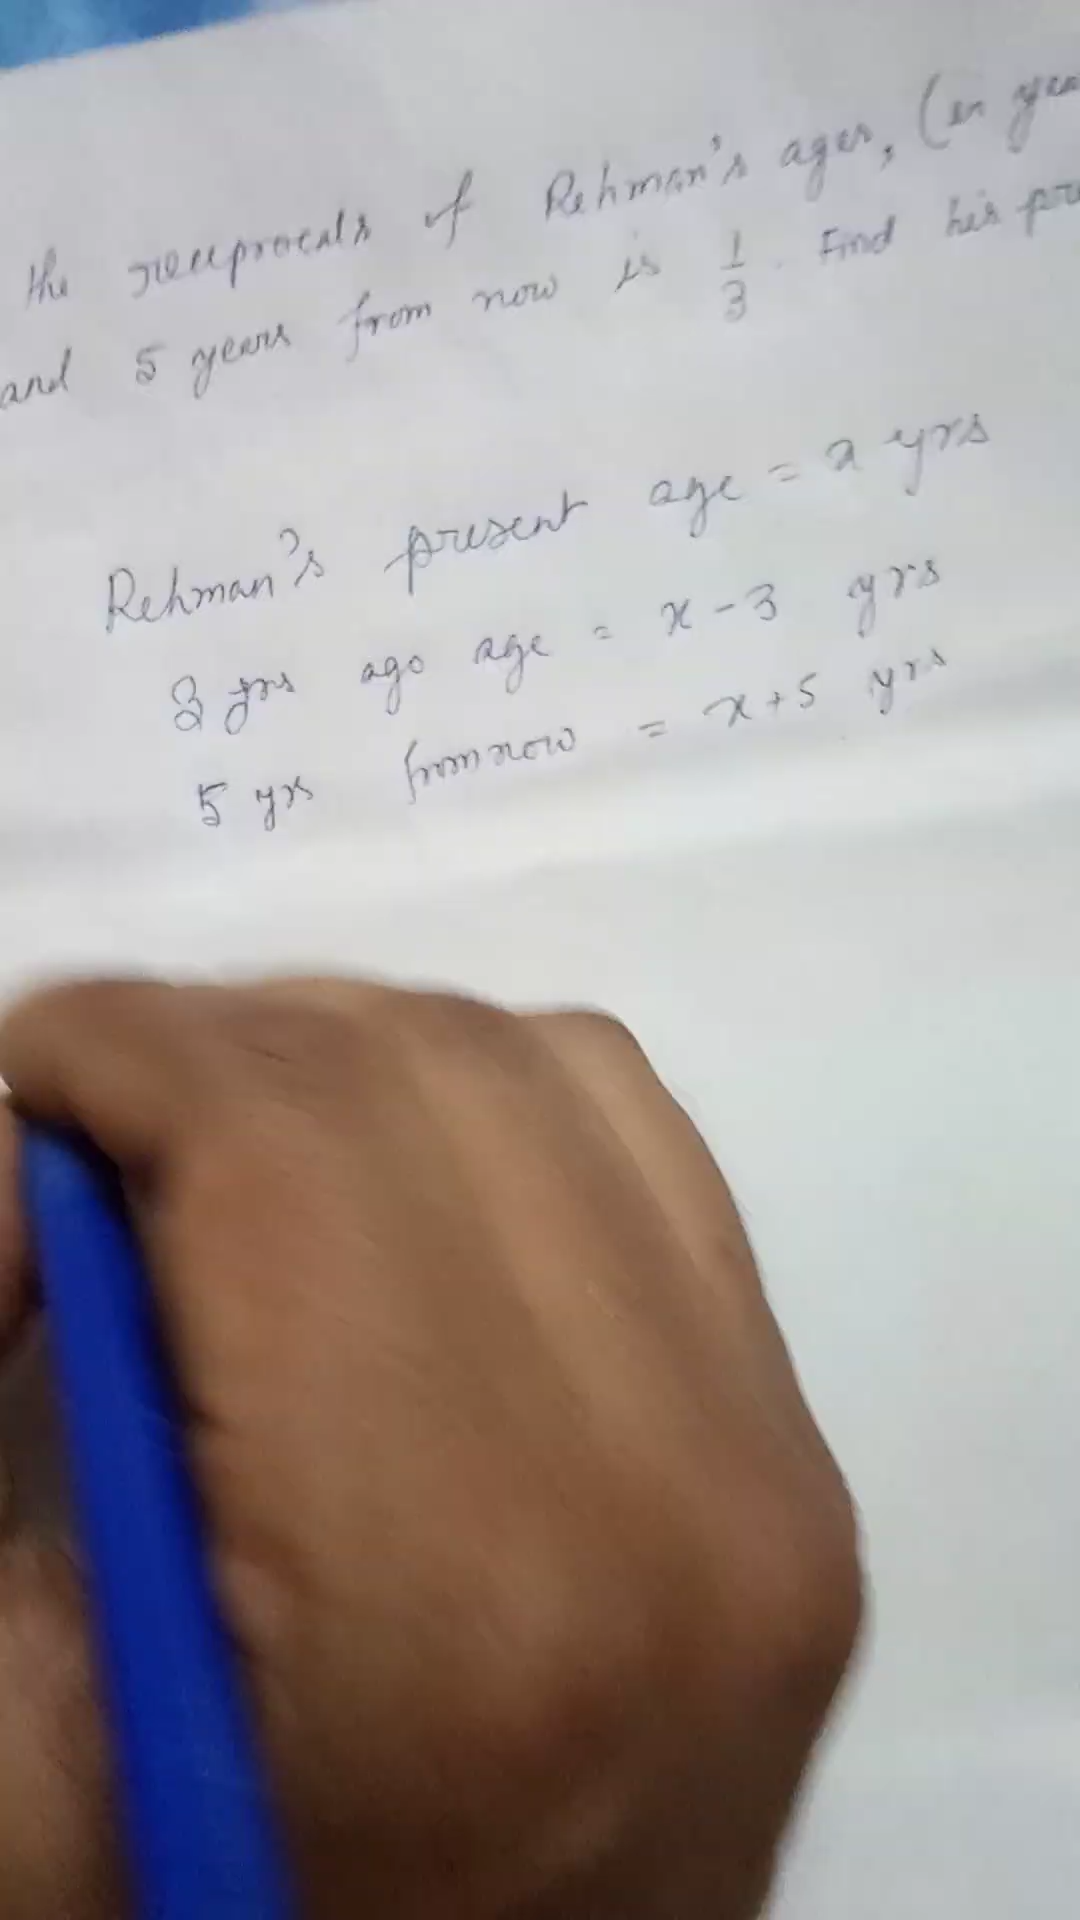 the reciprocals of Rehman's ages, (in
and 5 years from now is 1/3. Find his
Rehman's present age = x yrs
3 yrs ago age = x - 3 yrs
5 yrs from now = x + 5 yrs